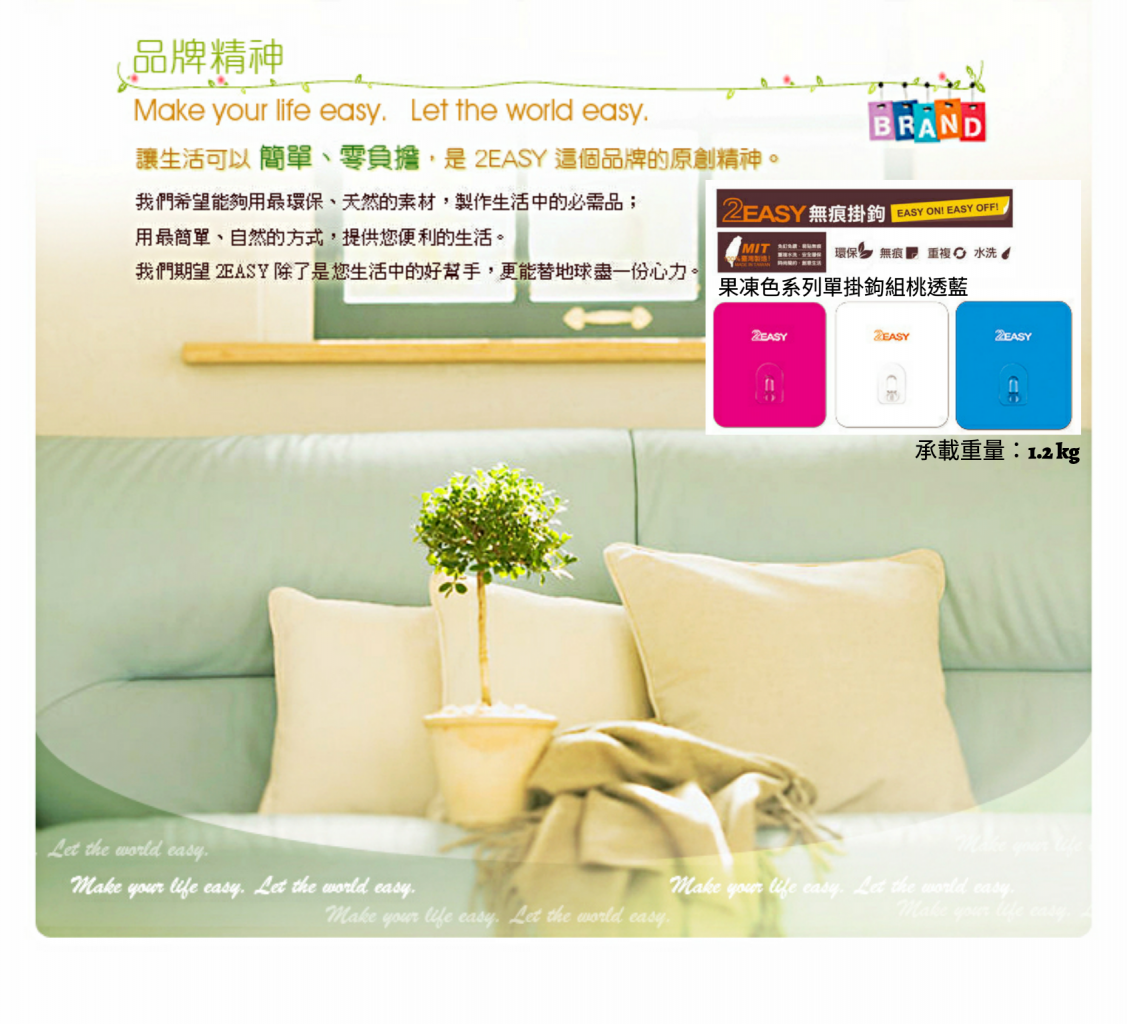 品牌精神
Make your life easy. Let the world easy.
BRAND
讓生活可以 簡單、零負擔，是 2EASY 這個品牌的原創精神。
我們希望能夠用最環保、天然的素材，製作生活中的必需品；
用最簡單、自然的方式，提供您便利的生活。
我們期望 2EASY 除了是您生活中的好幫手，更能替地球盡一份心力。
2EASY 無痕掛鉤 EASY ON! EASY OFF!
MIT
環保 無痕 重複 水洗
果凍色系列單掛鉤組桃透藍
2EASY 2EASY 2EASY
承載重量：1.2 kg
Let the world easy.
Make your life
Make your life easy. Let the world easy.
Make your life easy. Let the world easy.
Make your life easy. Let the world easy.
Make your life easy.